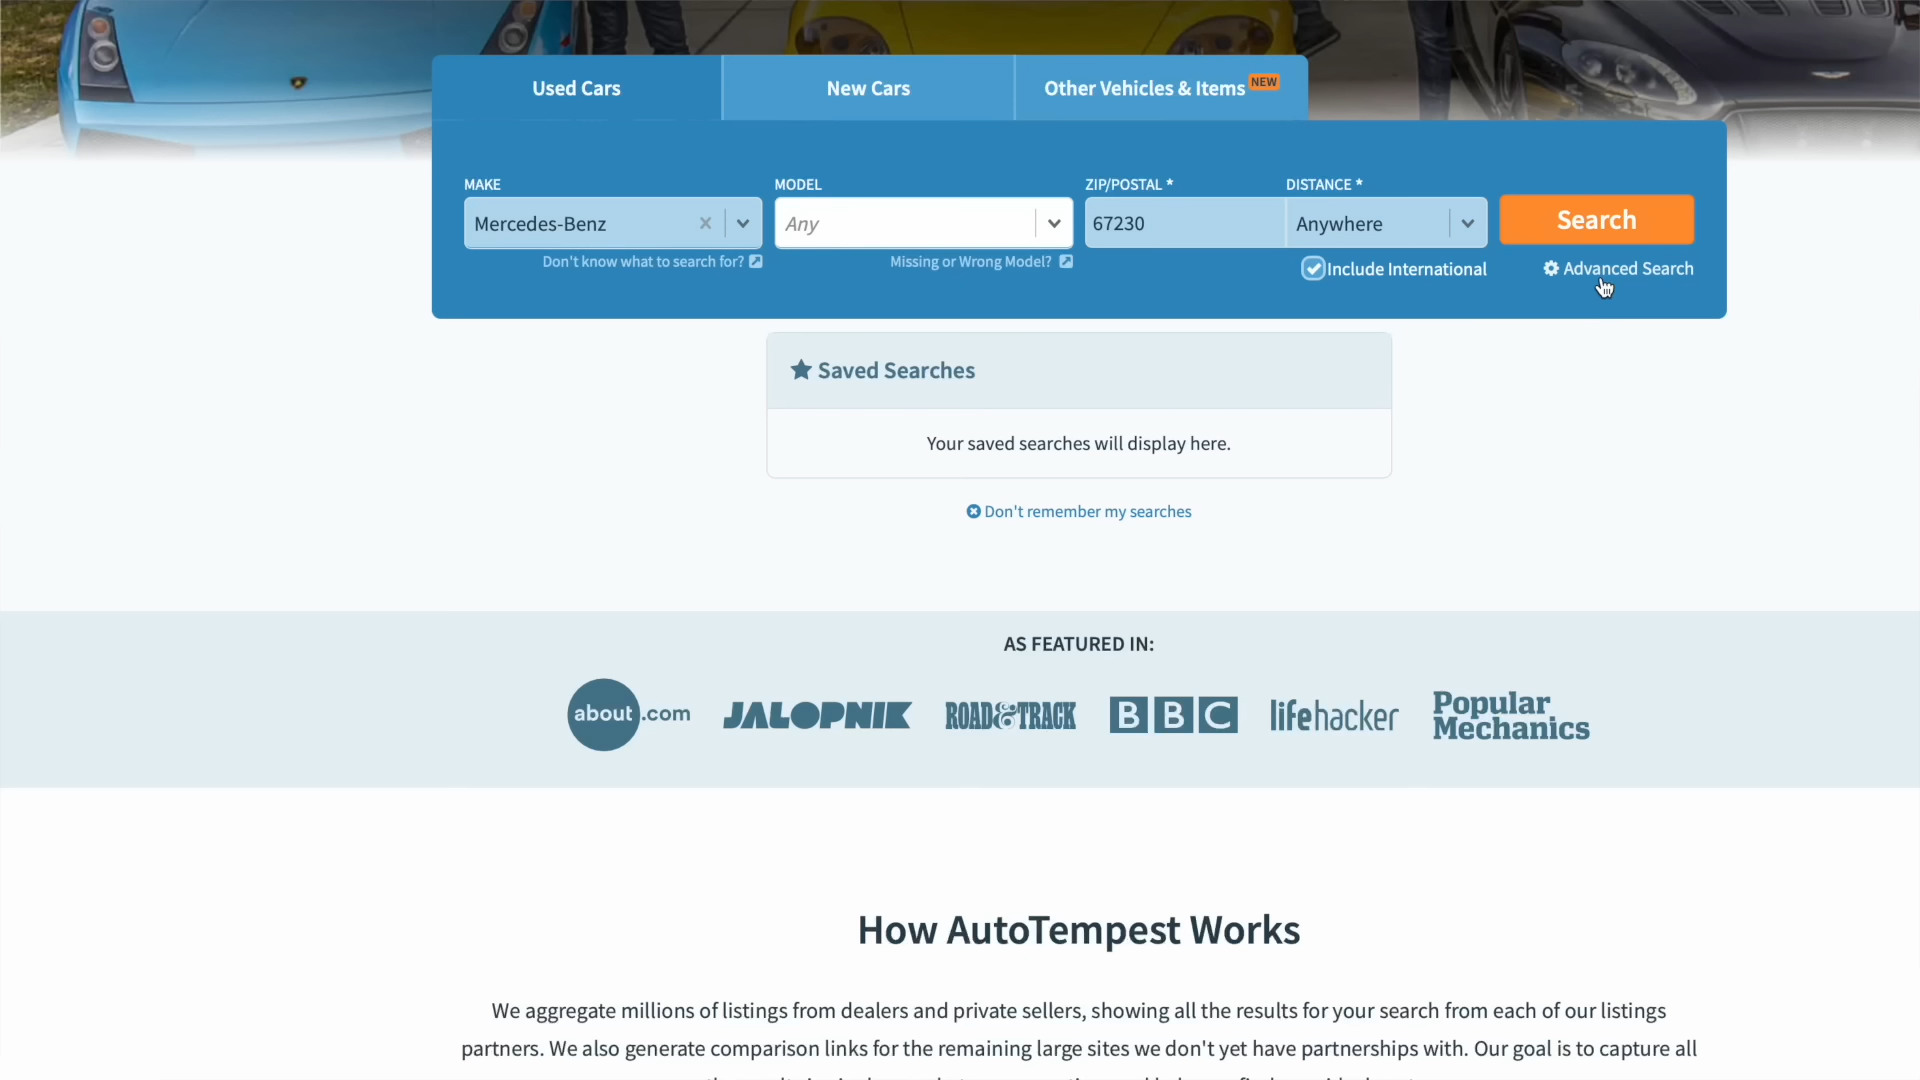 Used Cars
New Cars
Other Vehicles & Items NEW
MAKE
MODEL
ZIP/POSTAL *
DISTANCE *
Mercedes-Benz
Any
67230
Anywhere
Search
Don't know what to search for?
Missing or Wrong Model?
Include International
Advanced Search
Saved Searches
Your saved searches will display here.
Don't remember my searches
AS FEATURED IN:
about.com
JALOPNIK
ROAD & TRACK
BBC
lifehacker
Popular
Mechanics
How AutoTempest Works
We aggregate millions of listings from dealers and private sellers, showing all the results for your search from each of our listings
partners. We also generate comparison links for the remaining large sites we don't yet have partnerships with. Our goal is to capture all